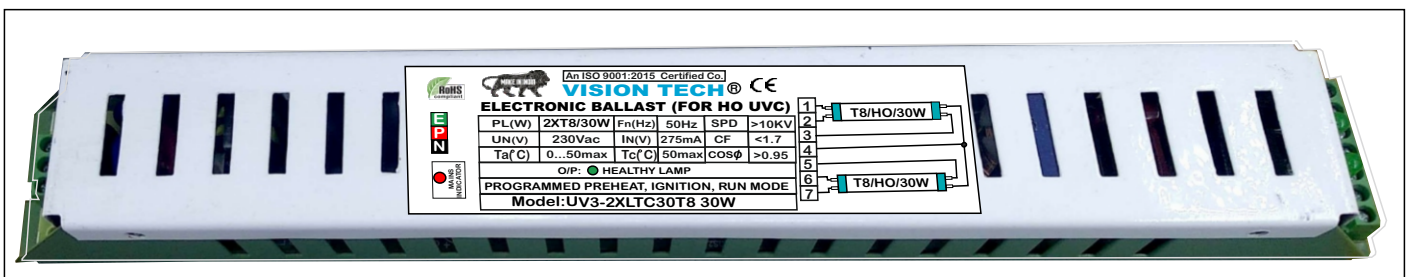 RoHS
compliant
MAKE IN INDIA
An ISO 9001:2015 Certified Co.
VISION TECH® CE
ELECTRONIC BALLAST (FOR HO UVC)
PL(W) 2XT8/30W Fn(Hz) 50Hz SPD >10KV
UN(V) 230Vac IN(V) 275mA CF <1.7
Ta(°C) 0...50max Tc(°C) 50max COSϕ >0.95
O/P: HEALTHY LAMP
PROGRAMMED PREHEAT, IGNITION, RUN MODE
Model:UV3-2XLTC30T8 30W
E
P
N
MAINS
INDICATOR
1
2
3
4
5
6
7
T8/HO/30W
T8/HO/30W